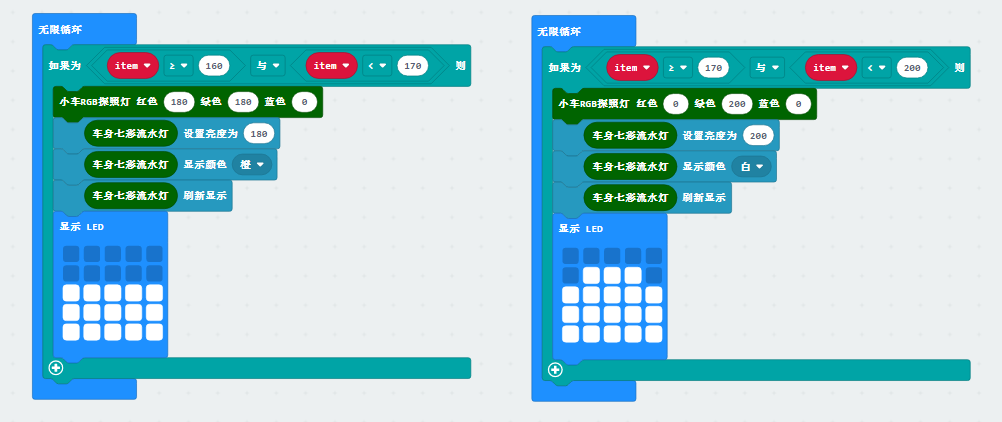 无限循环
如果为 item ≥ 160 与 item < 170 则
小车RGB探照灯 红色 180 绿色 180 蓝色 0
车身七彩流水灯 设置亮度为 180
车身七彩流水灯 显示颜色 橙
车身七彩流水灯 刷新显示
显示 LED
无限循环
如果为 item ≥ 170 与 item < 200 则
小车RGB探照灯 红色 0 绿色 200 蓝色 0
车身七彩流水灯 设置亮度为 200
车身七彩流水灯 显示颜色 白
车身七彩流水灯 刷新显示
显示 LED